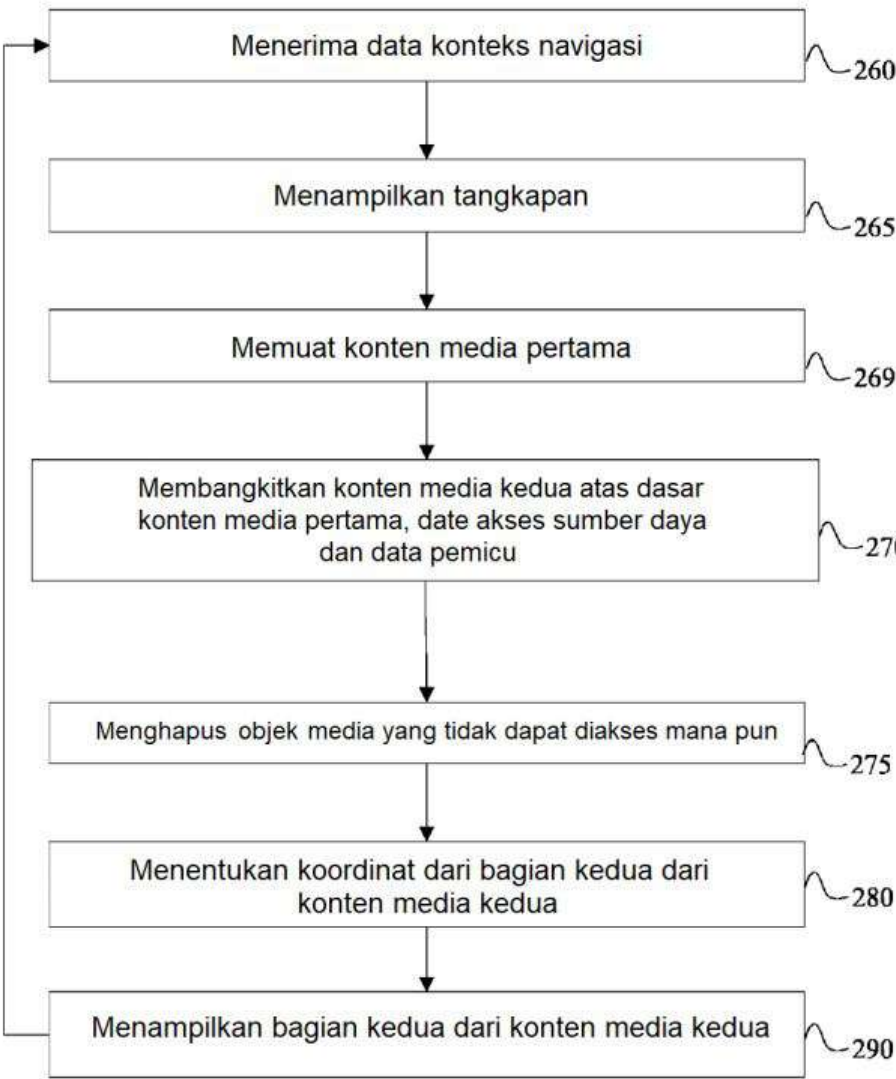 Menerima data konteks navigasi
260
Menampilkan tangkapan
265
Memuat konten media pertama
269
Membangkitkan konten media kedua atas dasar
konten media pertama, date akses sumber daya
dan data pemicu
270
Menghapus objek media yang tidak dapat diakses mana pun
275
Menentukan koordinat dari bagian kedua dari
konten media kedua
280
Menampilkan bagian kedua dari konten media kedua
290